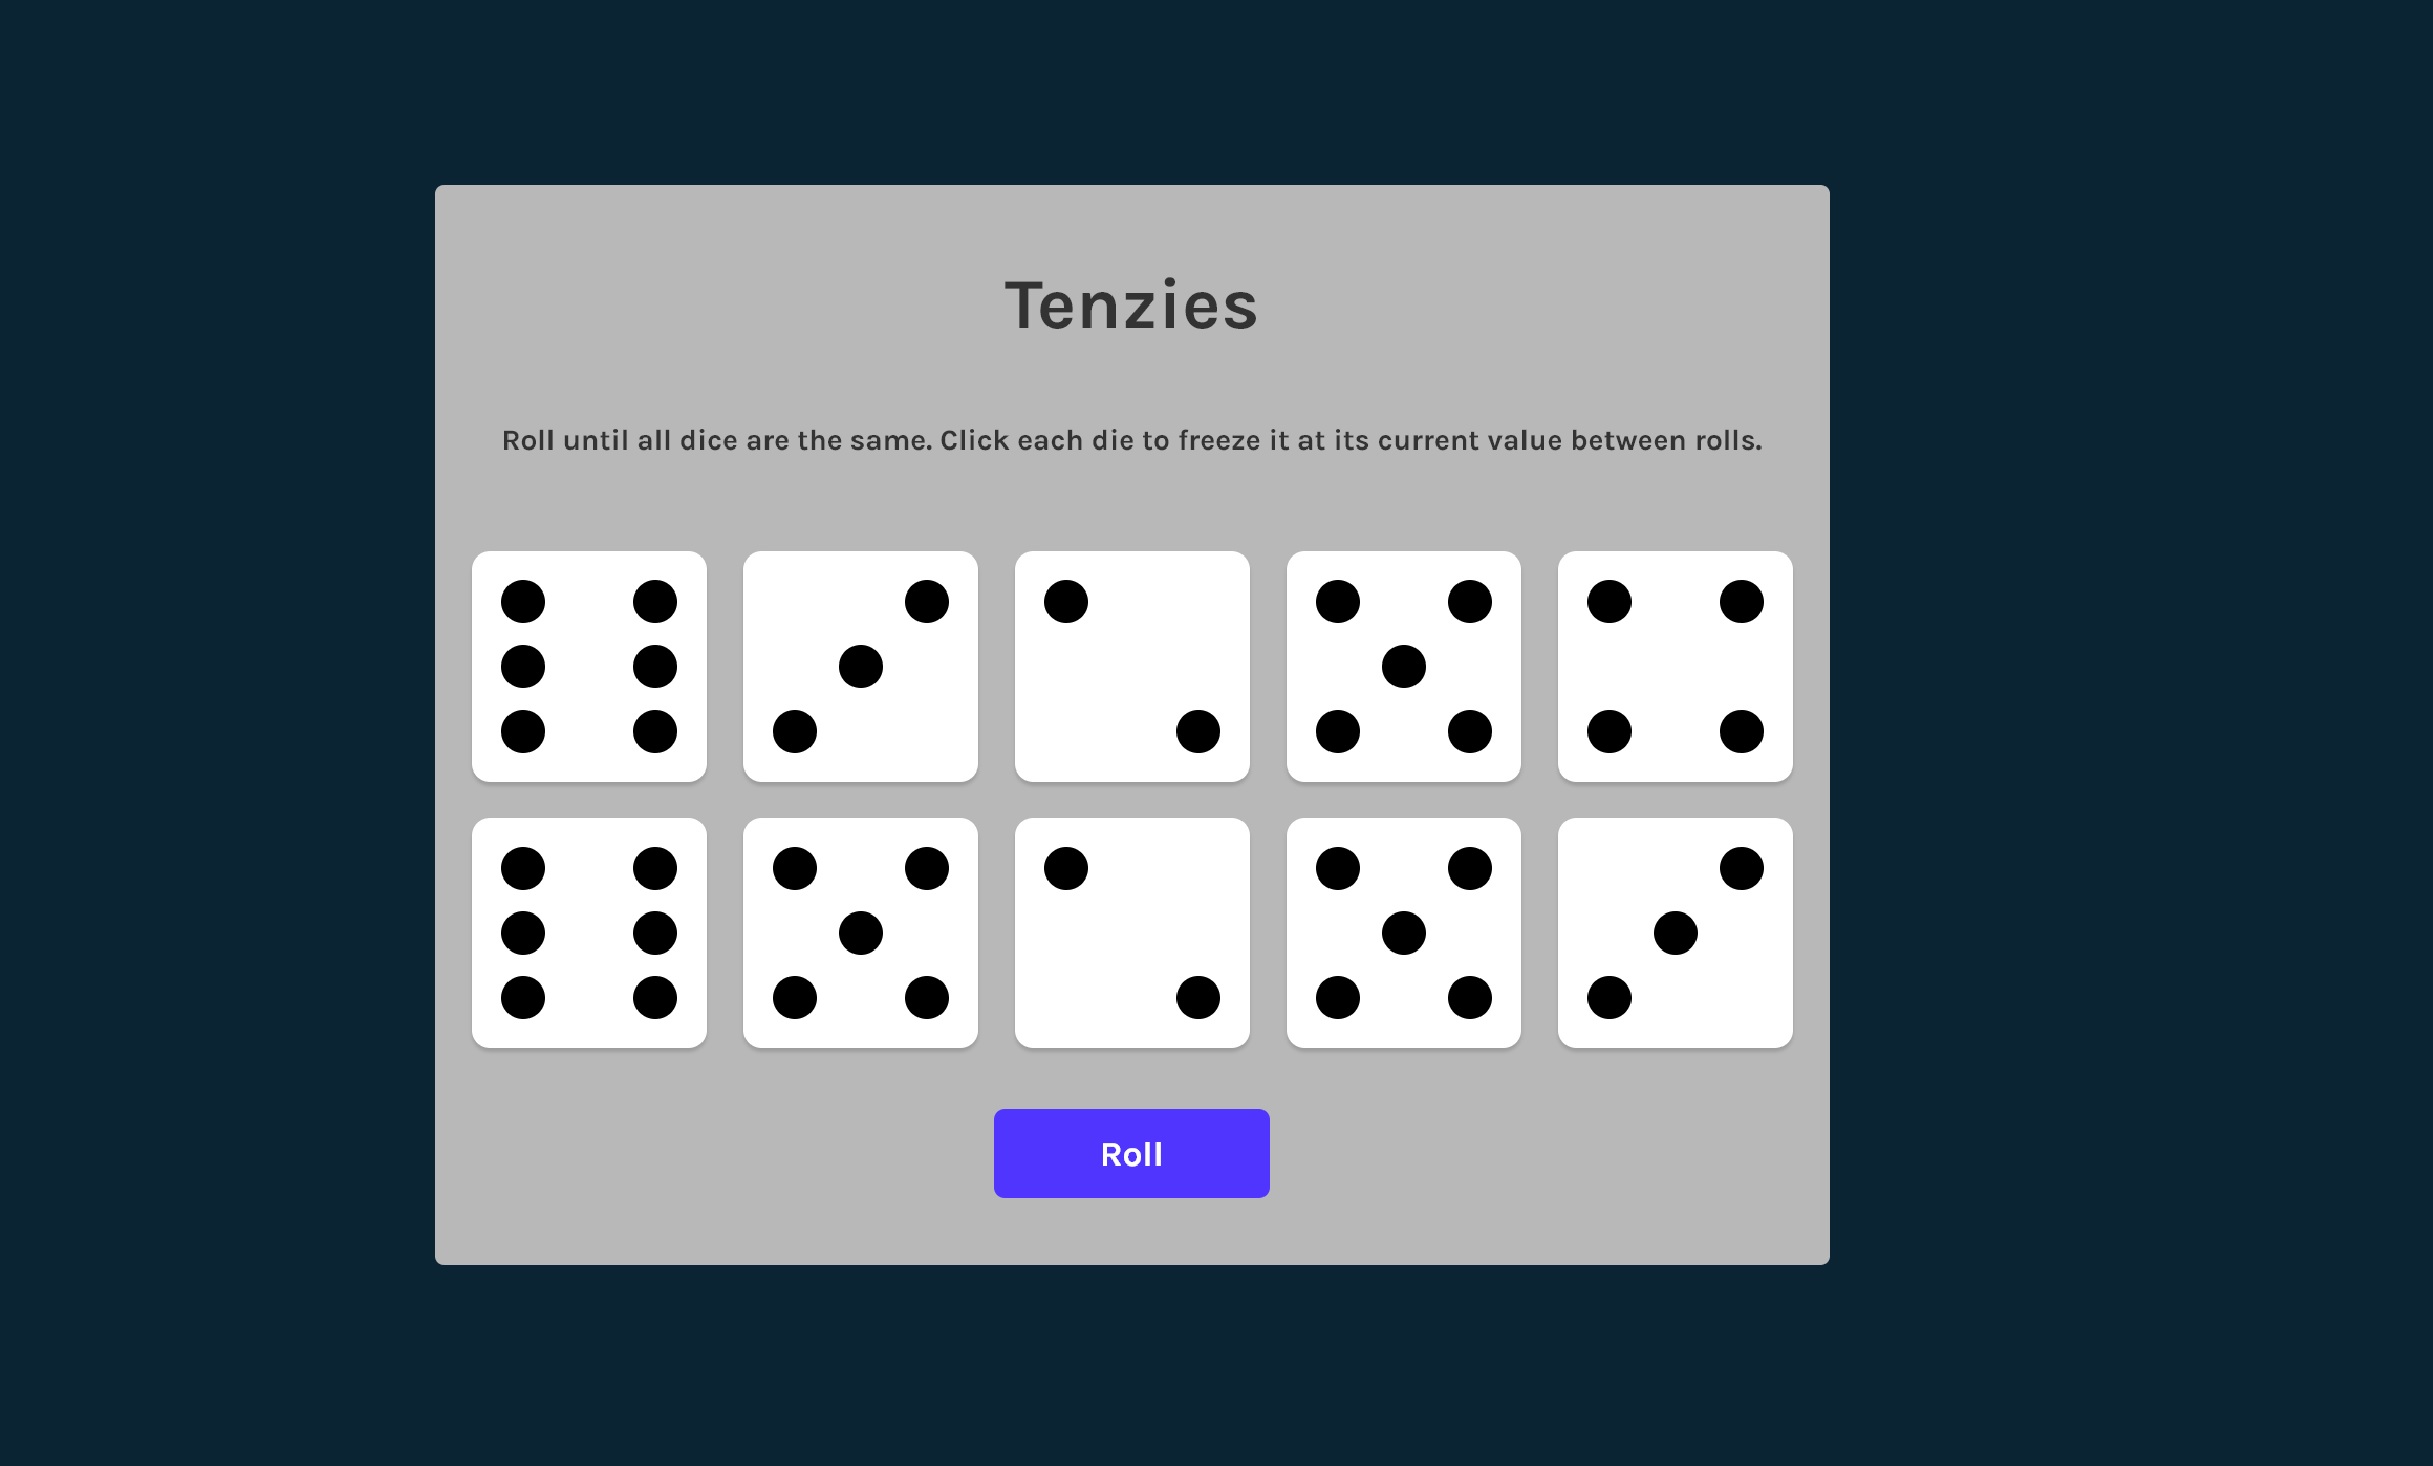 Tenzies
Roll until all dice are the same. Click each die to freeze it at its current value between rolls.
Roll